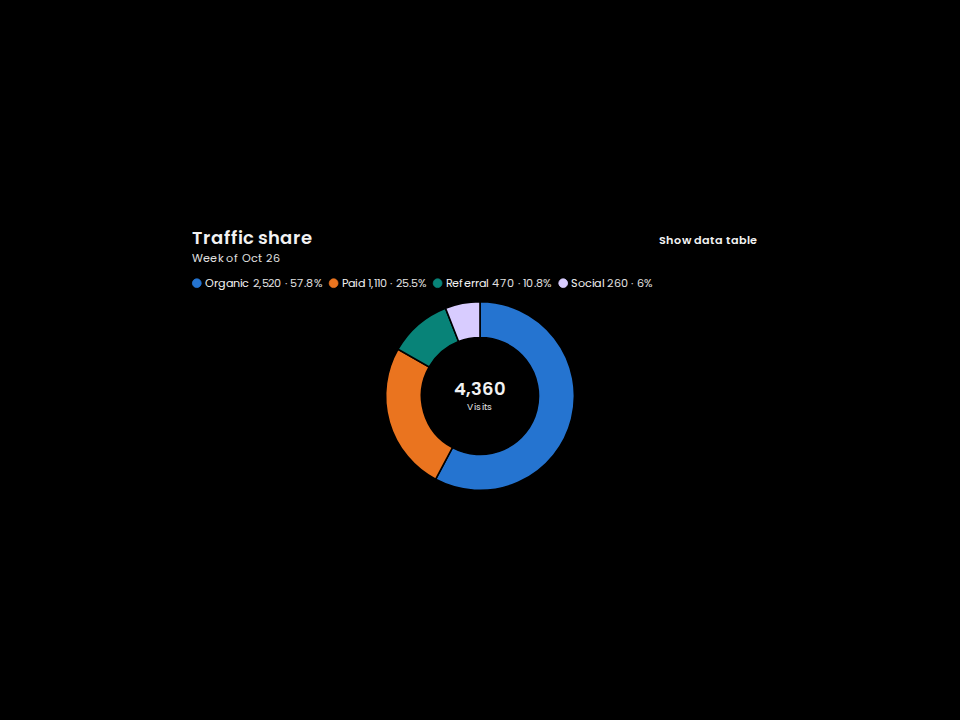 Traffic share
Show data table
Week of Oct 26
Organic 2,520 · 57.8% Paid 1,110 · 25.5% Referral 470 · 10.8% Social 260 · 6%
4,360
Visits